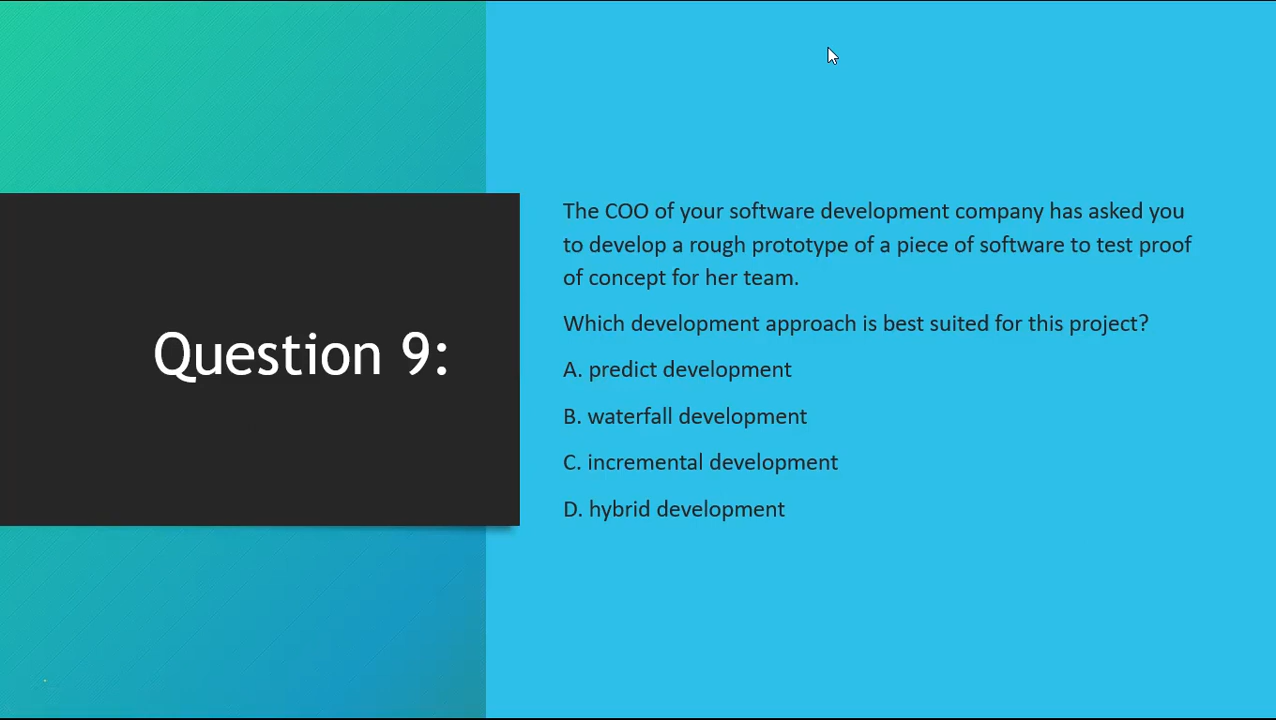 Question 9:
The COO of your software development company has asked you
to develop a rough prototype of a piece of software to test proof
of concept for her team.
Which development approach is best suited for this project?
A. predict development
B. waterfall development
C. incremental development
D. hybrid development